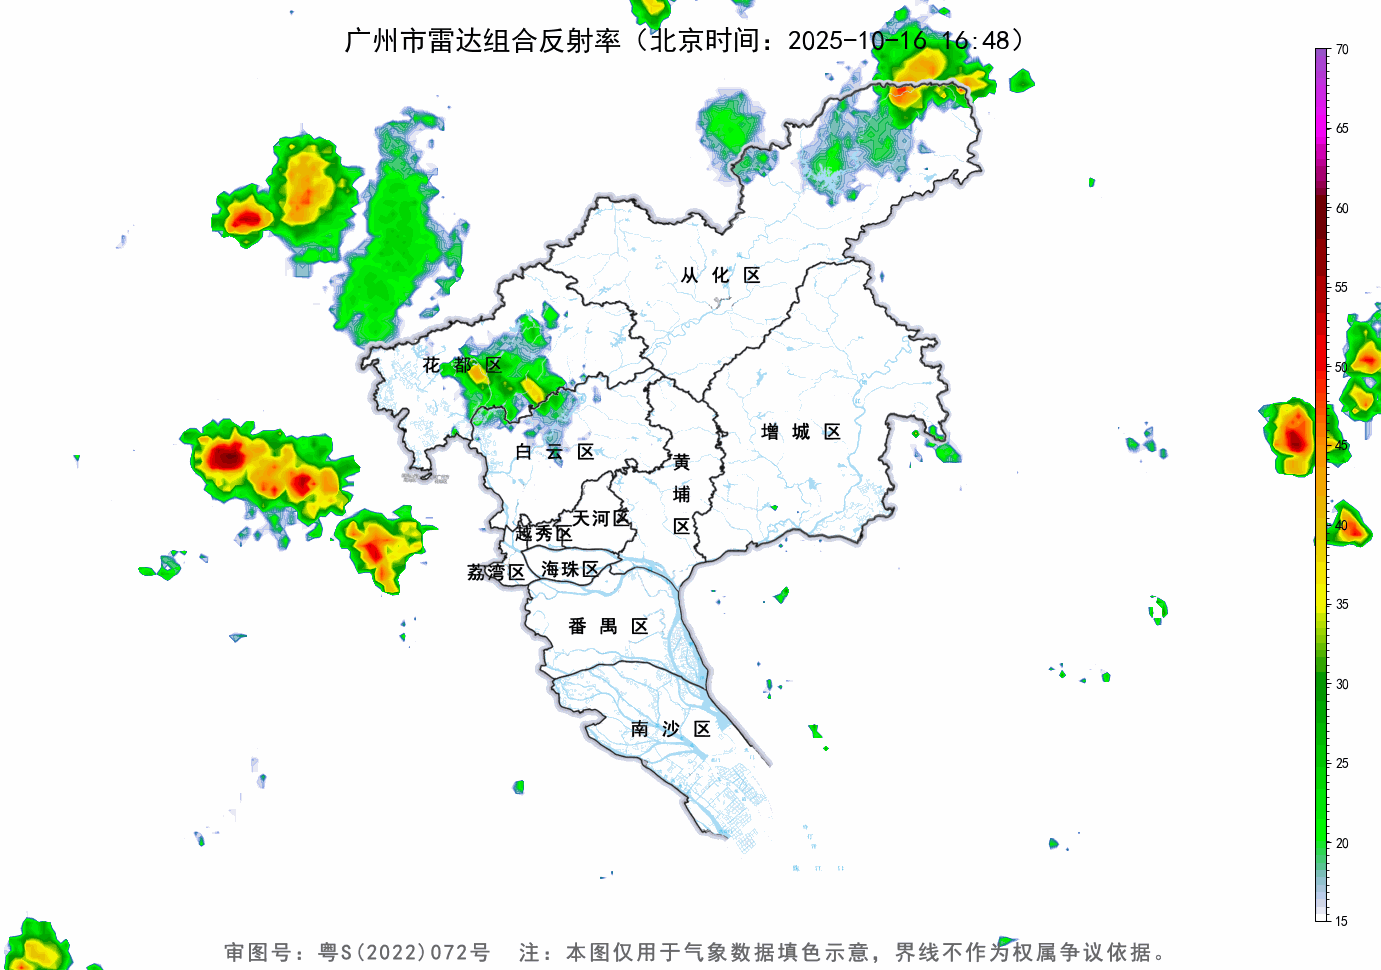 广州市雷达组合反射率（北京时间：2025-10-16 16:48）
70
65
60
55
50
45
40
35
30
25
20
15
从化区
花都区
增城区
白云区
黄埔区
天河区
越秀区
荔湾区
海珠区
番禺区
南沙区
审图号：粤S(2022)072号 注：本图仅用于气象数据填色示意，界线不作为权属争议依据。